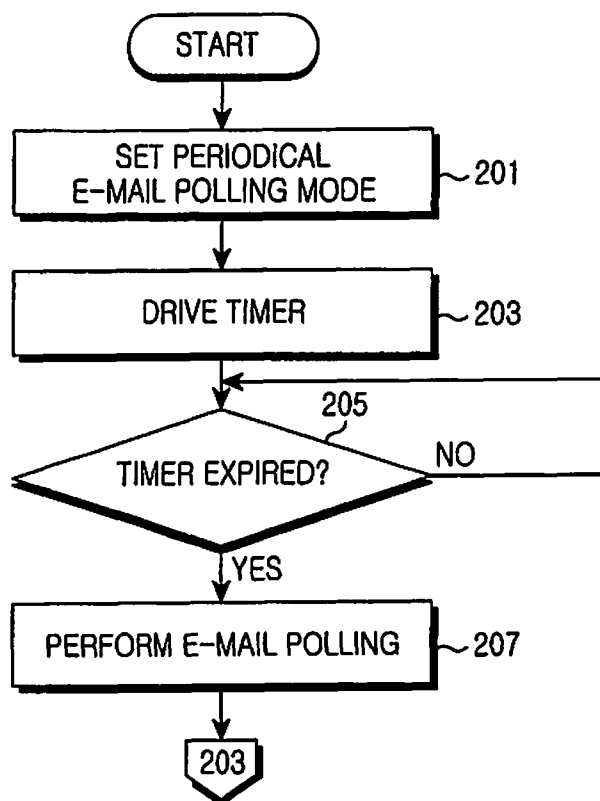 START
SET PERIODICAL
E-MAIL POLLING MODE
201
DRIVE TIMER
203
205
TIMER EXPIRED?
NO
YES
PERFORM E-MAIL POLLING
207
203